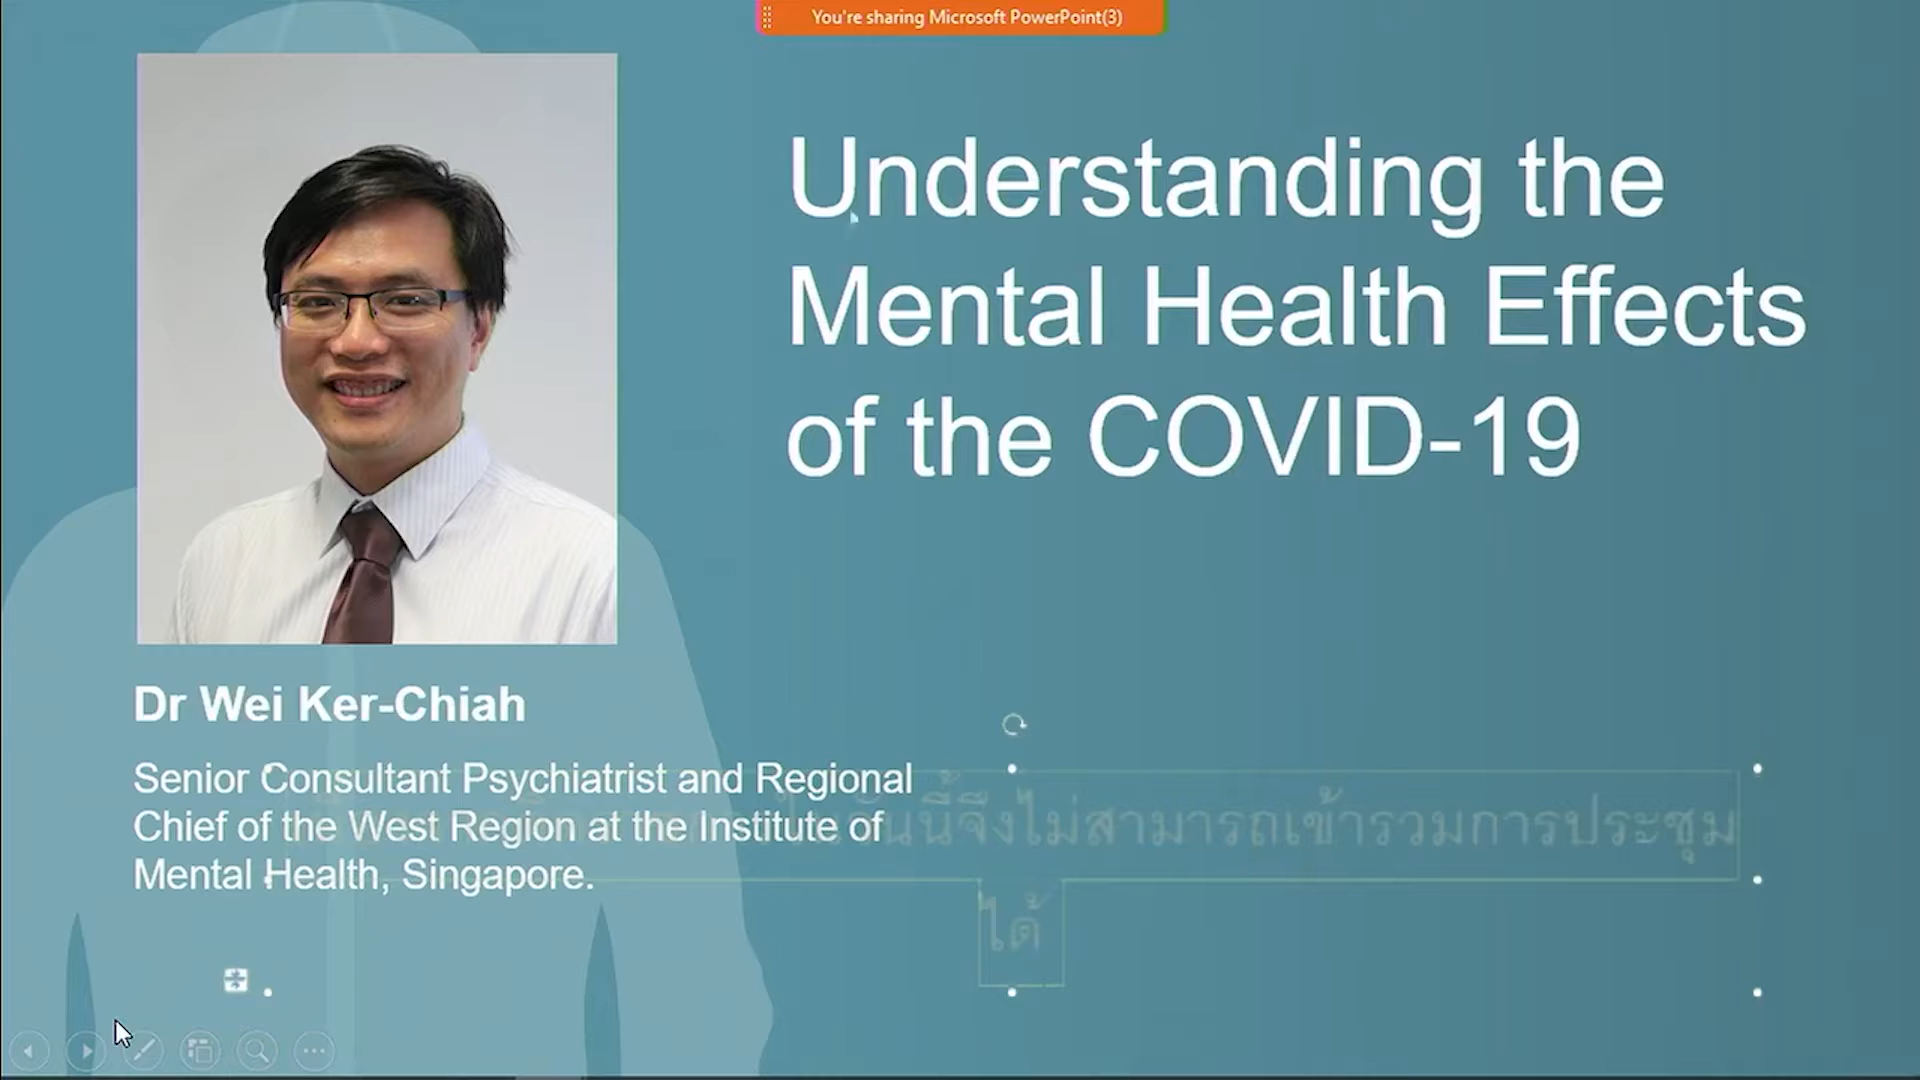 You're sharing Microsoft PowerPoint(3)
Understanding the
Mental Health Effects
of the COVID-19
Dr Wei Ker-Chiah
Senior Consultant Psychiatrist and Regional
Chief of the West Region at the Institute of
Mental Health, Singapore.
นี้จึงไม่สามารถเข้ารวมการประชุม
ได้